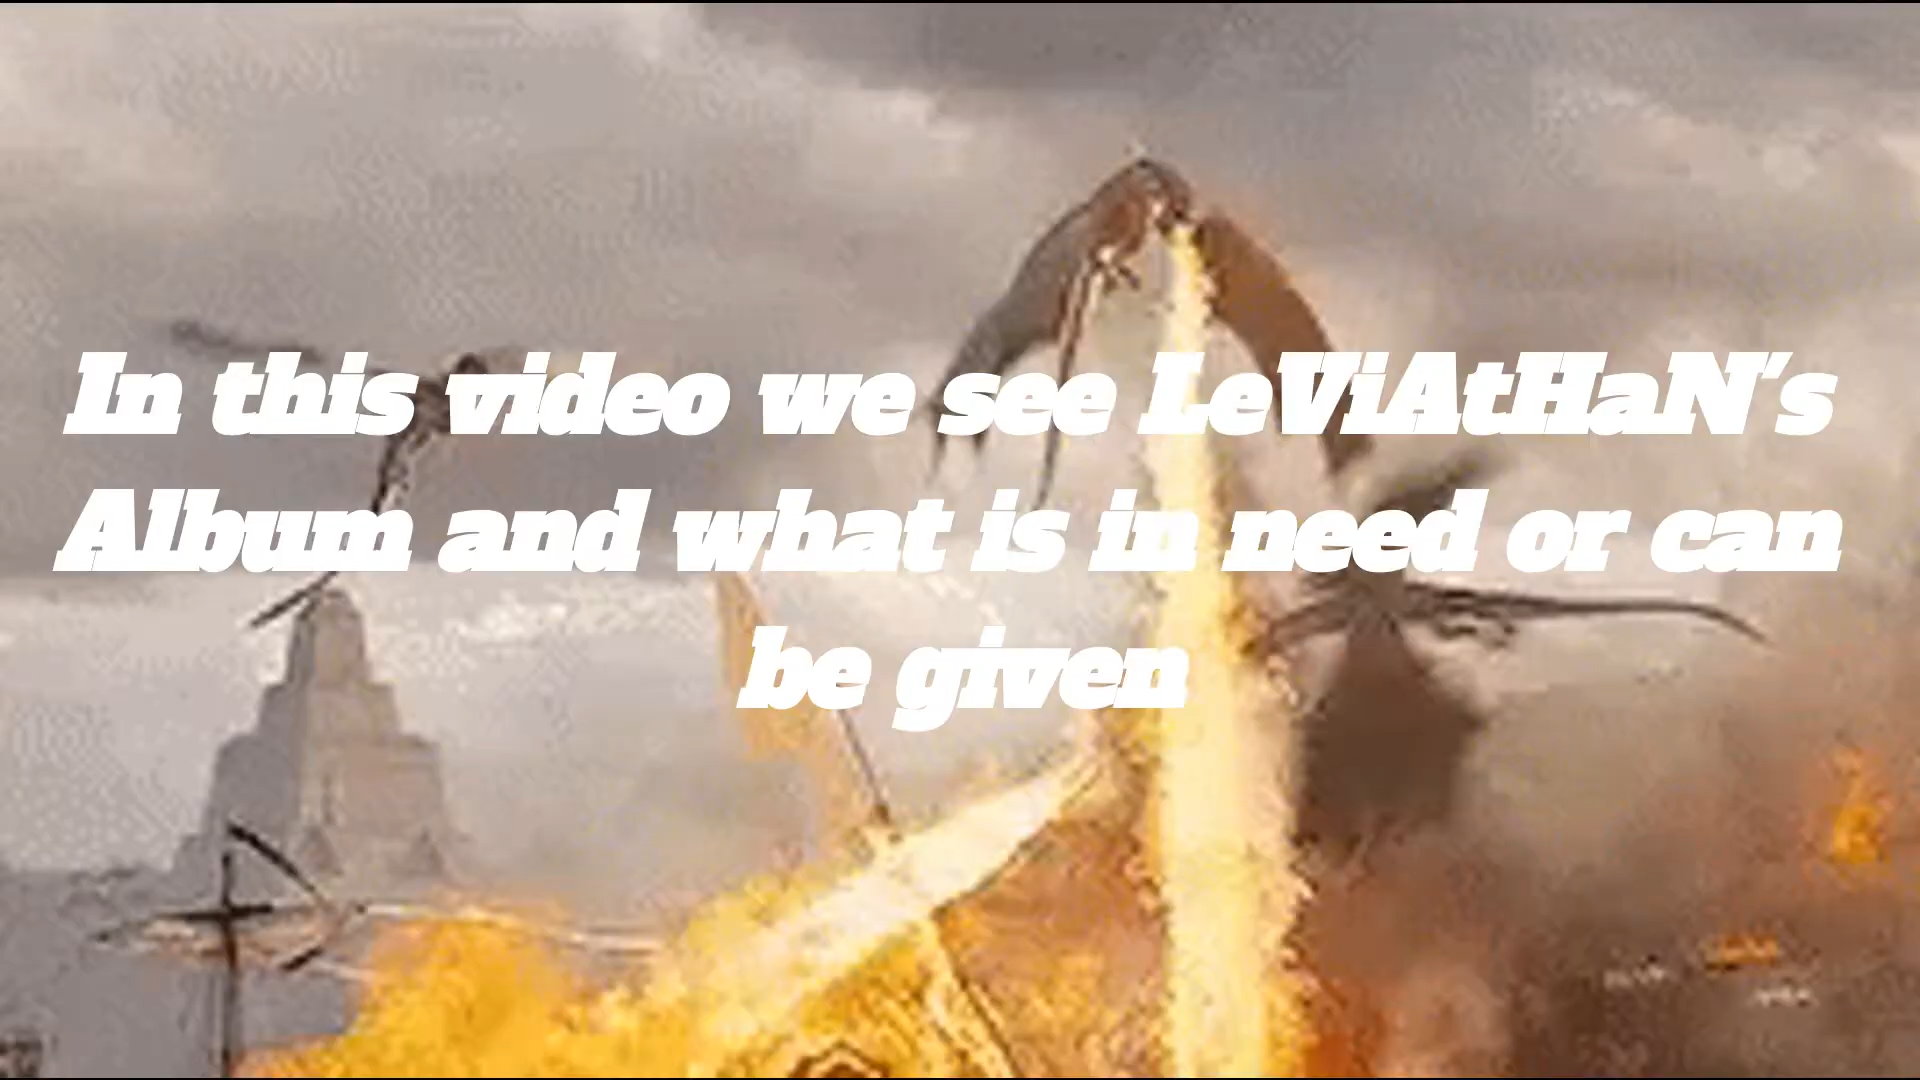 In this video we see LeViAtHaN's
Album and what is in need or can
be given